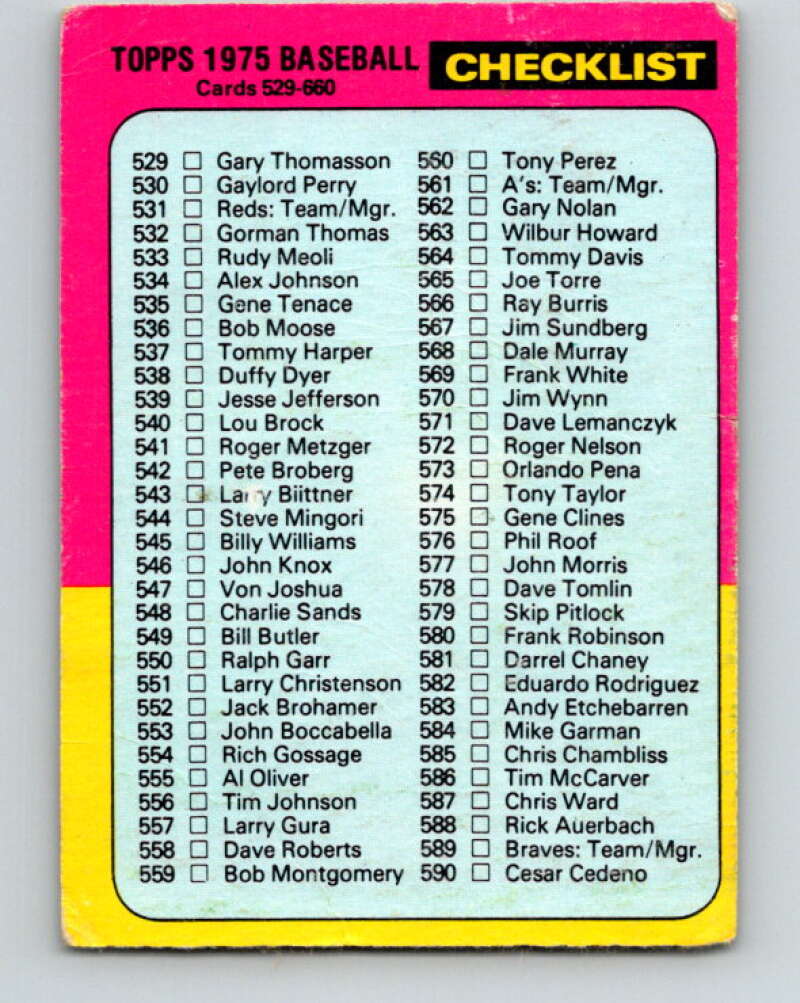 TOPPS 1975 BASEBALL CHECKLIST
Cards 529-660
529 Gary Thomasson
530 Gaylord Perry
531 Reds: Team/Mgr.
532 Gorman Thomas
533 Rudy Meoli
534 Alex Johnson
535 Gene Tenace
536 Bob Moose
537 Tommy Harper
538 Duffy Dyer
539 Jesse Jefferson
540 Lou Brock
541 Roger Metzger
542 Pete Broberg
543 Larry Biittner
544 Steve Mingori
545 Billy Williams
546 John Knox
547 Von Joshua
548 Charlie Sands
549 Bill Butler
550 Ralph Garr
551 Larry Christenson
552 Jack Brohamer
553 John Boccabella
554 Rich Gossage
555 Al Oliver
556 Tim Johnson
557 Larry Gura
558 Dave Roberts
559 Bob Montgomery
560 Tony Perez
561 A's: Team/Mgr.
562 Gary Nolan
563 Wilbur Howard
564 Tommy Davis
565 Joe Torre
566 Ray Burris
567 Jim Sundberg
568 Dale Murray
569 Frank White
570 Jim Wynn
571 Dave Lemanczyk
572 Roger Nelson
573 Orlando Pena
574 Tony Taylor
575 Gene Clines
576 Phil Roof
577 John Morris
578 Dave Tomlin
579 Skip Pitlock
580 Frank Robinson
581 Darrel Chaney
582 Eduardo Rodriguez
583 Andy Etchebarren
584 Mike Garman
585 Chris Chambliss
586 Tim McCarver
587 Chris Ward
588 Rick Auerbach
589 Braves: Team/Mgr.
590 Cesar Cedeno